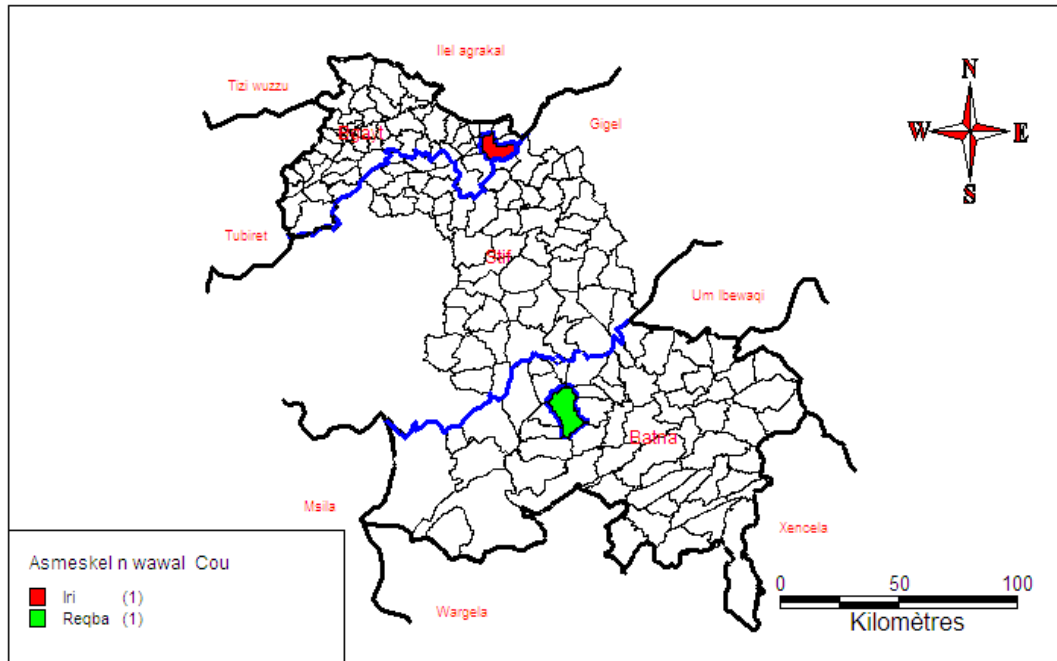 Ilel agrakal
Tizi wuzzu
Gigel
Bgayt
N
W E
S
Tubiret
Stif
Um lbewaqi
Batna
Msila
Xencela
Wargela
Asmeskel n wawal Cou
Iri (1)
Reqba (1)
0 50 100
Kilomètres